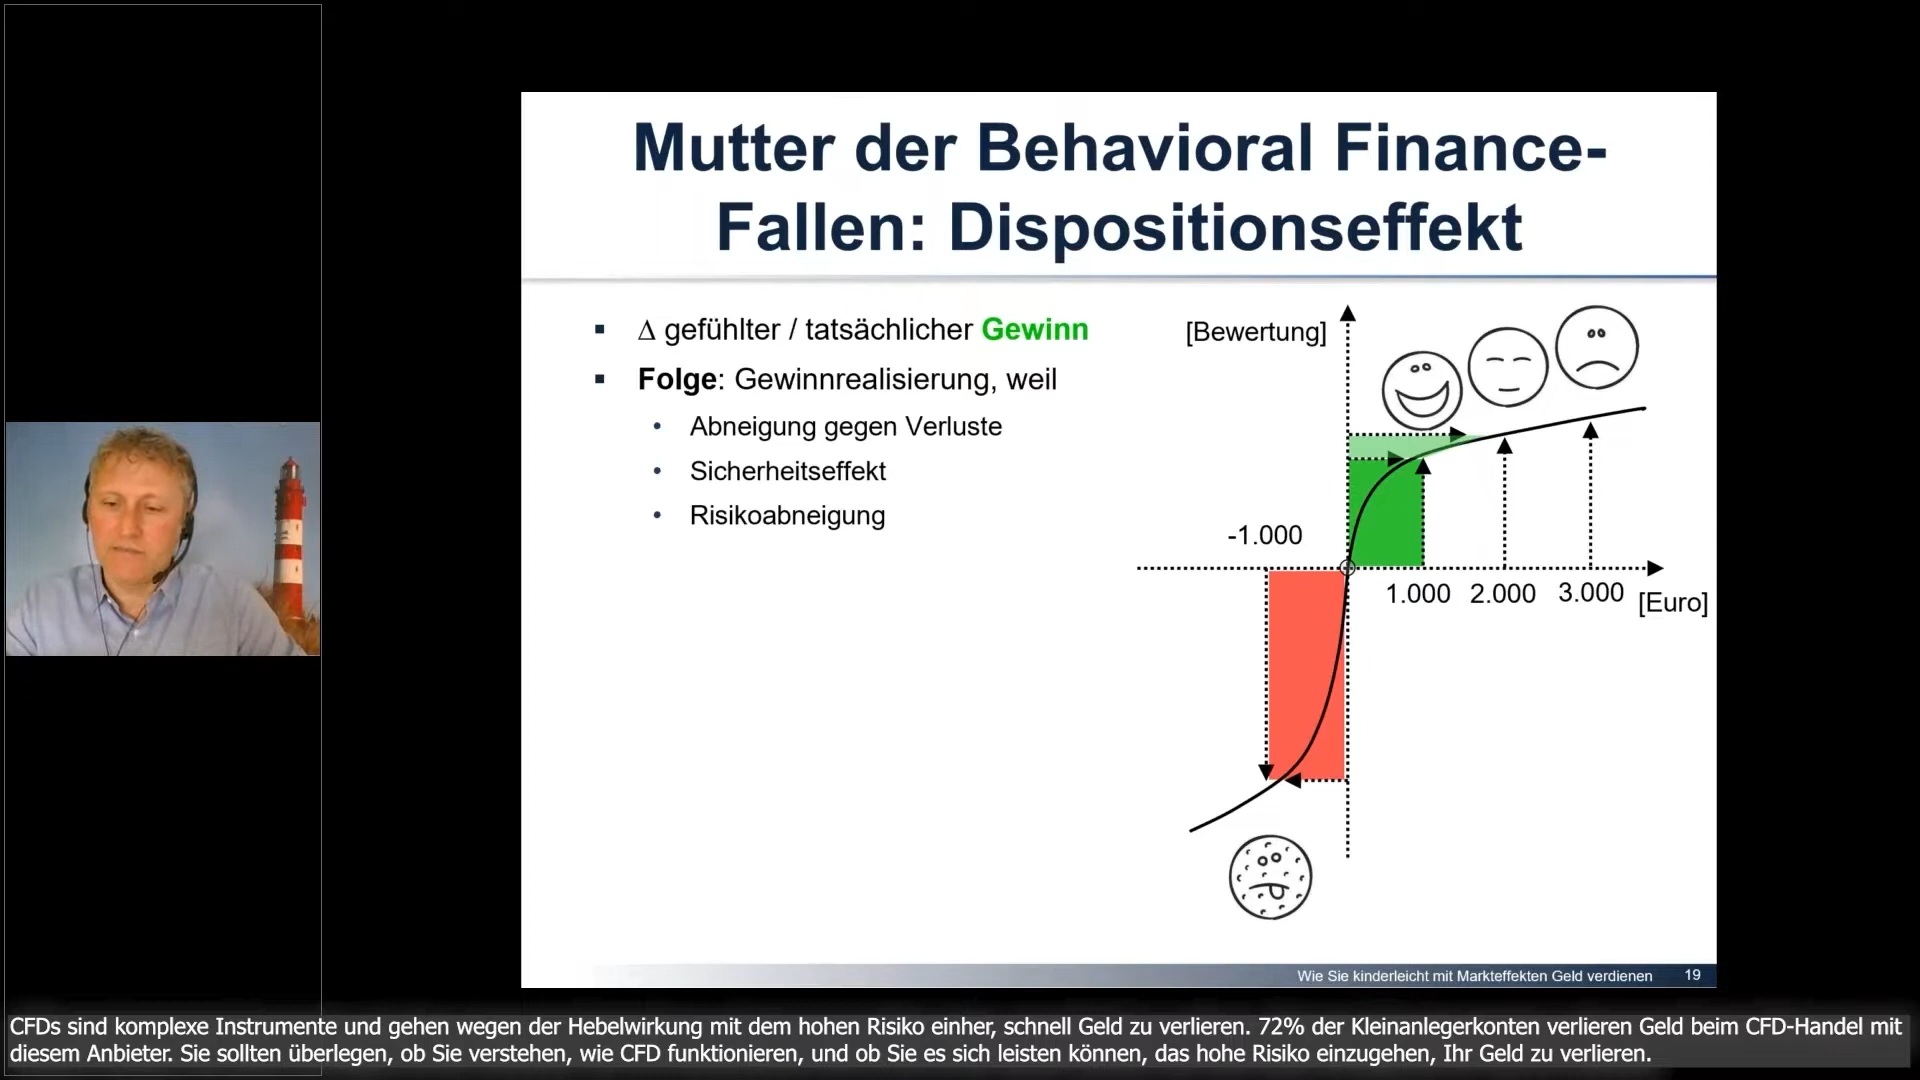 Mutter der Behavioral Finance-
Fallen: Dispositionseffekt
▪ Δ gefühlter / tatsächlicher Gewinn
▪ Folge: Gewinnrealisierung, weil
• Abneigung gegen Verluste
• Sicherheitseffekt
• Risikoabneigung
[Bewertung]
-1.000
1.000 2.000 3.000 [Euro]
Wie Sie kinderleicht mit Markteffekten Geld verdienen 19
CFDs sind komplexe Instrumente und gehen wegen der Hebelwirkung mit dem hohen Risiko einher, schnell Geld zu verlieren. 72% der Kleinanlegerkonten verlieren Geld beim CFD-Handel mit
diesem Anbieter. Sie sollten überlegen, ob Sie verstehen, wie CFD funktionieren, und ob Sie es sich leisten können, das hohe Risiko einzugehen, Ihr Geld zu verlieren.